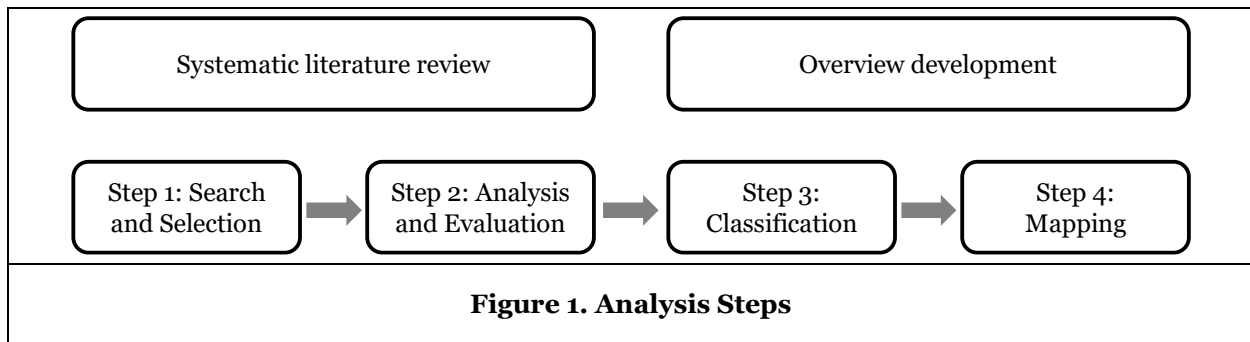 Systematic literature review
Overview development
Step 1: Search
and Selection
Step 2: Analysis
and Evaluation
Step 3:
Classification
Step 4:
Mapping
Figure 1. Analysis Steps